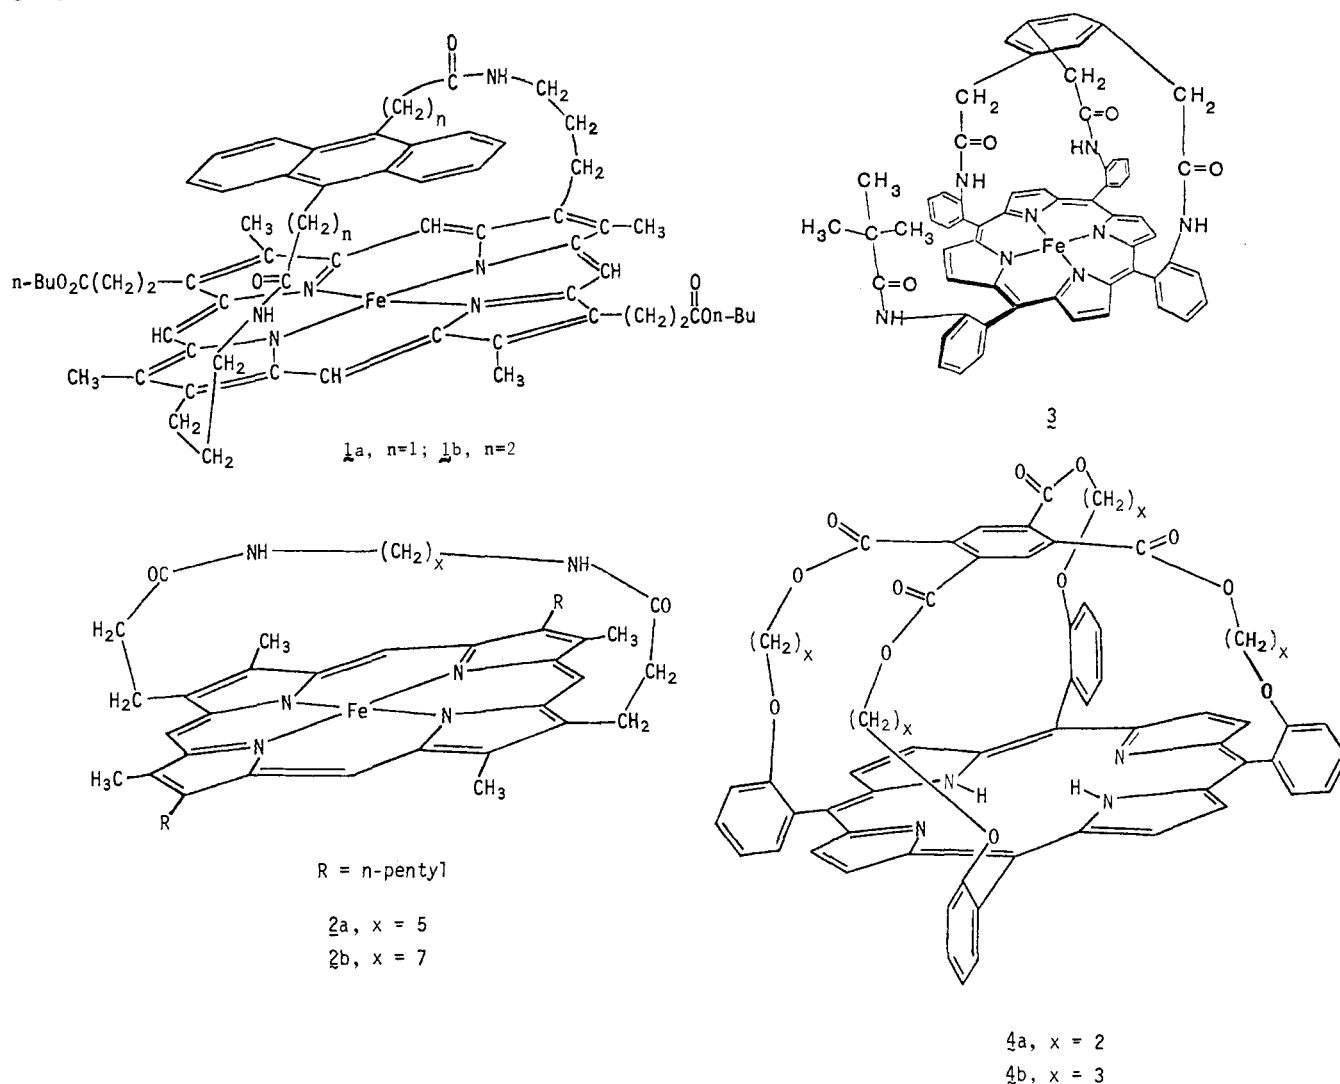 O
C
NH
CH2
(CH2)n
CH2
CH2
(CH2)n
CH3
CH
C
C
C
CH3
n-BuO2C(CH2)2
O
C
N
N
CH
NH
Fe
N
C
(CH2)2COn-Bu
O
HC
N
C
C
CH2
C
CH
CH3
CH3
C
CH2
CH2
1a, n=1; 1b, n=2
CH2
CH2
CH2
C=O
C=O
HN
C=O
NH
NH
CH3
H3C
C
CH3
C=O
NH
N
N
Fe
N
N
3
OC
NH
(CH2)x
NH
CO
R
H2C
CH3
CH3
N
CH2
H2C
N
Fe
N
CH2
N
H3C
CH3
R
R = n-pentyl
2a, x = 5
2b, x = 7
O
C
O
(CH2)x
O
C
C
O
O
C
O
O
O
O
(CH2)x
O
(CH2)x
O
(CH2)x
O
N
N
H
H
N
N
O
4a, x = 2
4b, x = 3